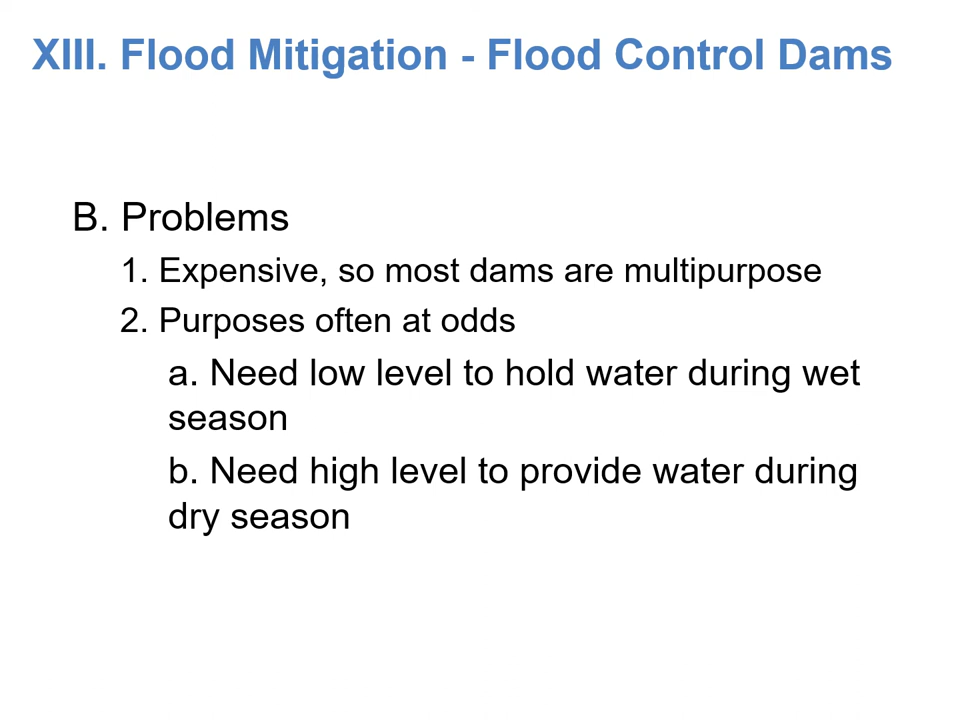 XIII. Flood Mitigation - Flood Control Dams
B. Problems
1. Expensive, so most dams are multipurpose
2. Purposes often at odds
a. Need low level to hold water during wet
season
b. Need high level to provide water during
dry season